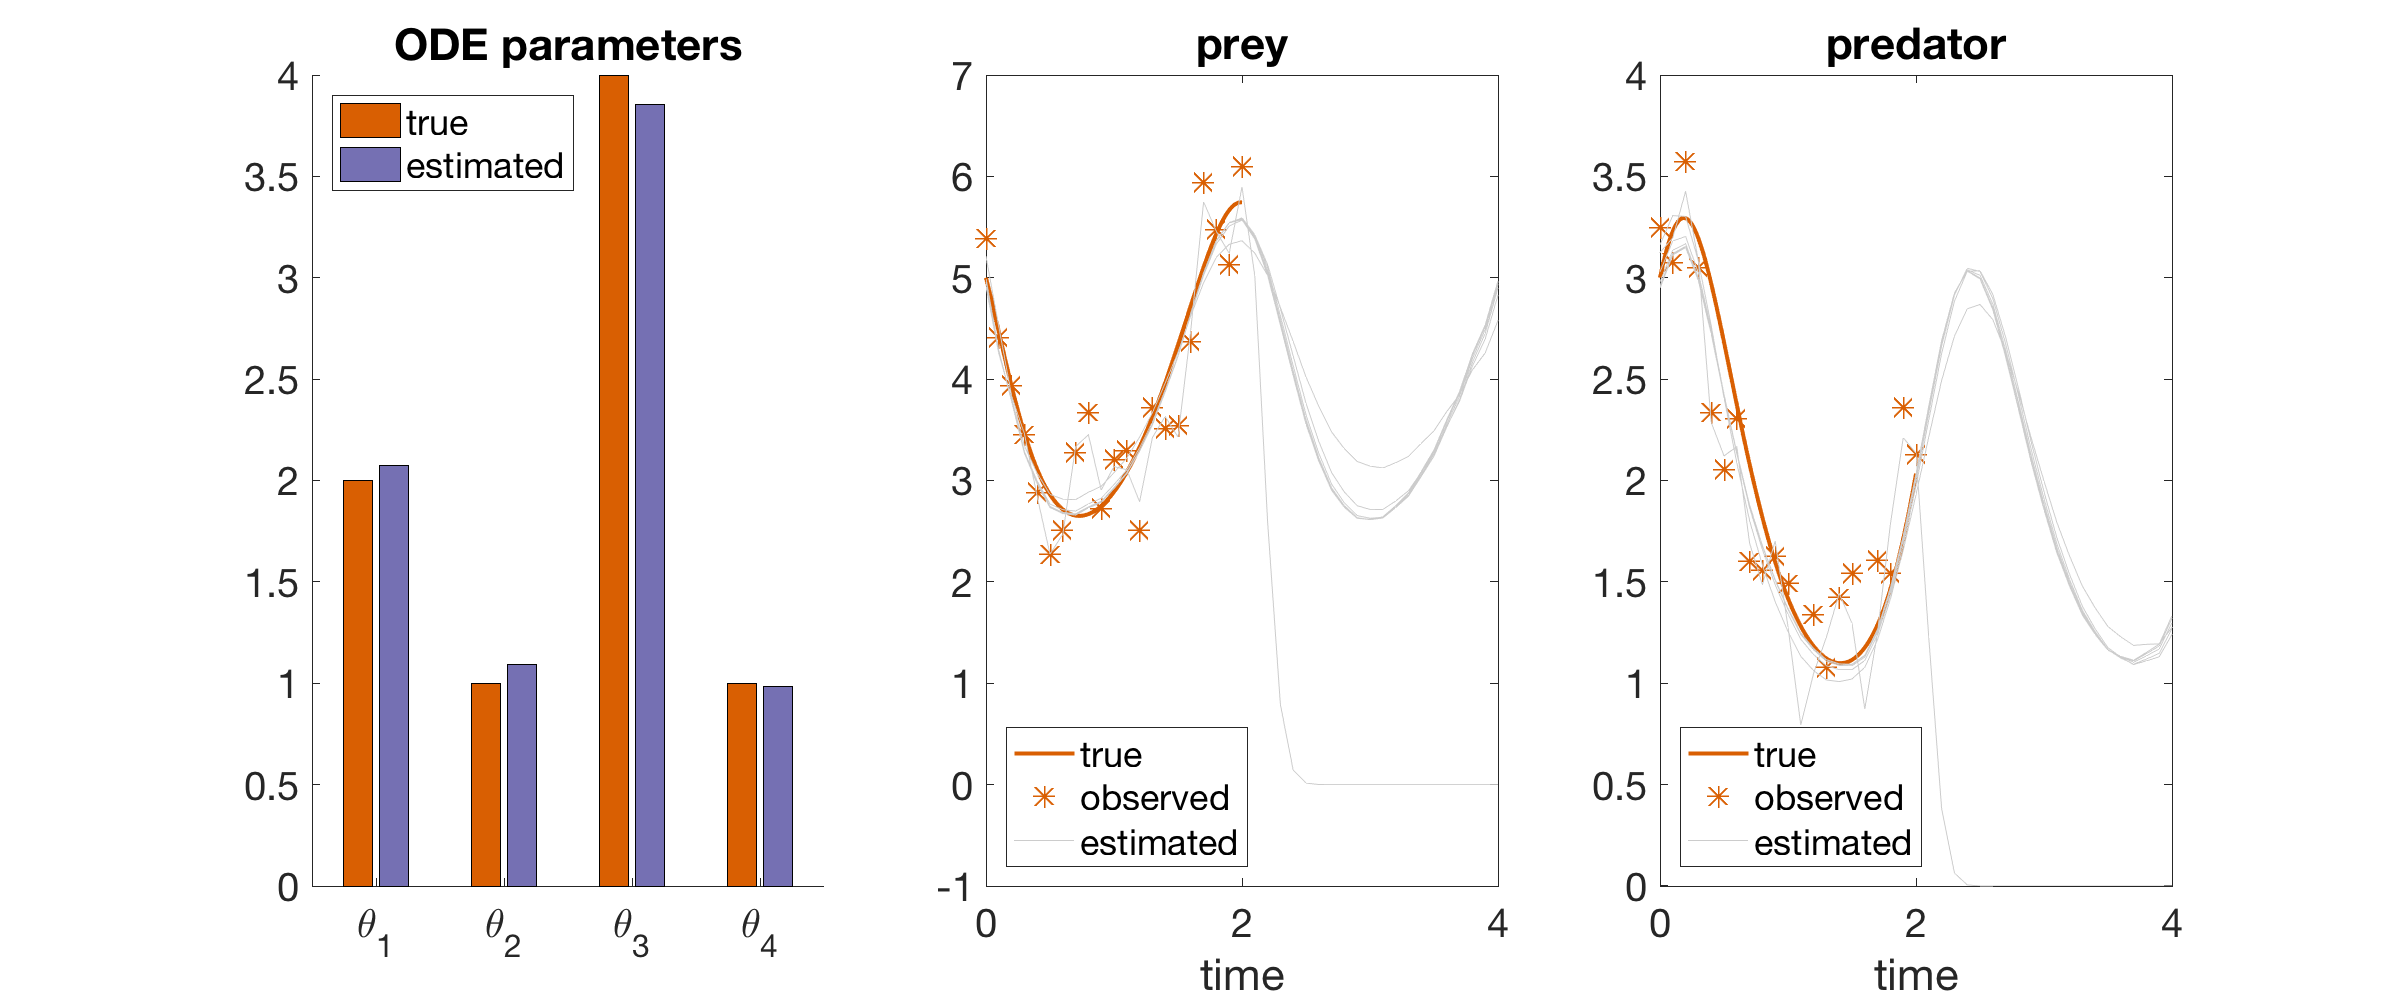 ODE parameters
4
3.5
3
2.5
2
1.5
1
0.5
0
true
estimated
θ1
θ2
θ3
θ4
prey
7
6
5
4
3
2
1
0
-1
true
observed
estimated
0 2 4
time
predator
4
3.5
3
2.5
2
1.5
1
0.5
0
true
observed
estimated
0 2 4
time